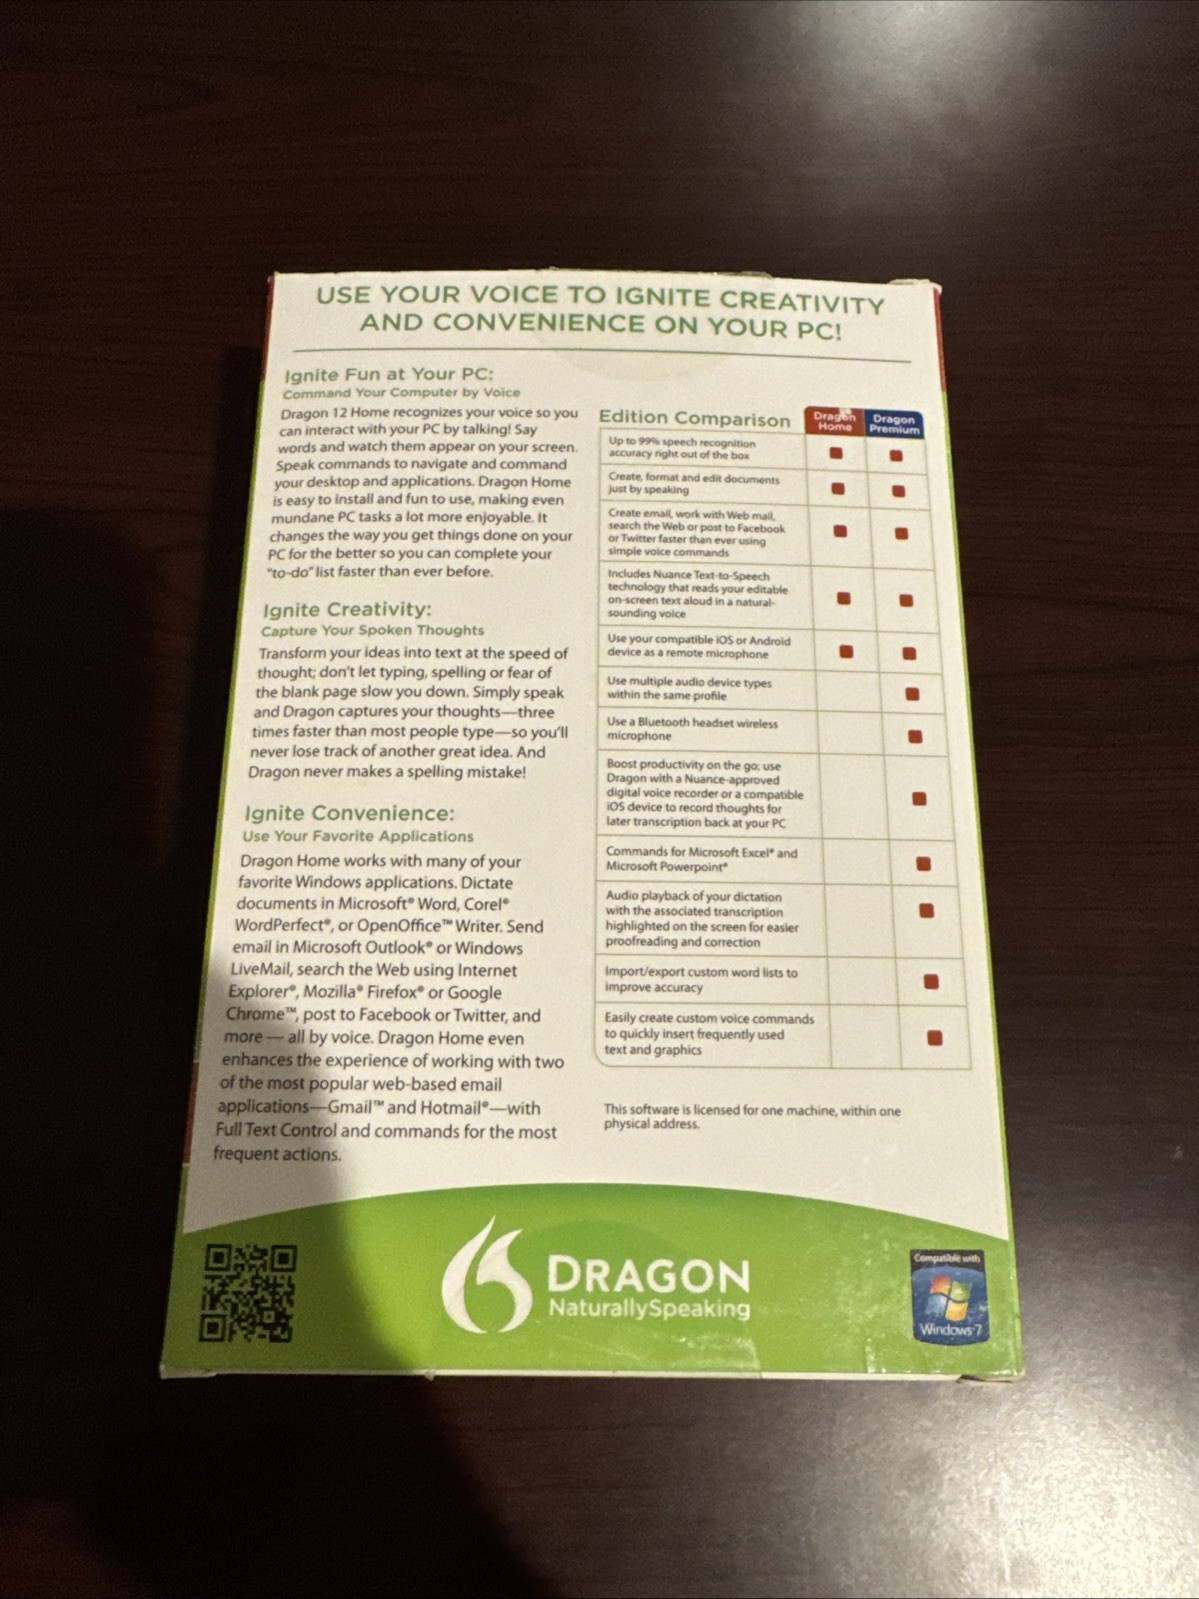 USE YOUR VOICE TO IGNITE CREATIVITY
AND CONVENIENCE ON YOUR PC!
Ignite Fun at Your PC:
Command Your Computer by Voice
Dragon 12 Home recognizes your voice so you
can interact with your PC by talking! Say
words and watch them appear on your screen.
Speak commands to navigate and command
your desktop and applications. Dragon Home
is easy to install and fun to use, making even
mundane PC tasks a lot more enjoyable. It
changes the way you get things done on your
PC for the better so you can complete your
"to-do" list faster than ever before.
Ignite Creativity:
Capture Your Spoken Thoughts
Transform your ideas into text at the speed of
thought; don't let typing, spelling or fear of
the blank page slow you down. Simply speak
and Dragon captures your thoughts—three
times faster than most people type—so you'll
never lose track of another great idea. And
Dragon never makes a spelling mistake!
Ignite Convenience:
Use Your Favorite Applications
Dragon Home works with many of your
favorite Windows applications. Dictate
documents in Microsoft® Word, Corel®
WordPerfect®, or OpenOffice™ Writer. Send
email in Microsoft Outlook® or Windows
LiveMail, search the Web using Internet
Explorer®, Mozilla® Firefox® or Google
Chrome™, post to Facebook or Twitter, and
more — all by voice. Dragon Home even
enhances the experience of working with two
of the most popular web-based email
applications—Gmail™ and Hotmail®—with
Full Text Control and commands for the most
frequent actions.
Edition Comparison
Dragon
Home
Dragon
Premium
Up to 99% speech recognition
accuracy right out of the box
Create, format and edit documents
just by speaking
Create email, work with Web mail,
search the Web or post to Facebook
or Twitter faster than ever using
simple voice commands
Includes Nuance Text-to-Speech
technology that reads your editable
on-screen text aloud in a natural-
sounding voice
Use your compatible iOS or Android
device as a remote microphone
Use multiple audio device types
within the same profile
Use a Bluetooth headset wireless
microphone
Boost productivity on the go; use
Dragon with a Nuance-approved
digital voice recorder or a compatible
iOS device to record thoughts for
later transcription back at your PC
Commands for Microsoft Excel® and
Microsoft Powerpoint®
Audio playback of your dictation
with the associated transcription
highlighted on the screen for easier
proofreading and correction
Import/export custom word lists to
improve accuracy
Easily create custom voice commands
to quickly insert frequently used
text and graphics
This software is licensed for one machine, within one
physical address.
DRAGON
NaturallySpeaking
Compatible with
Windows 7